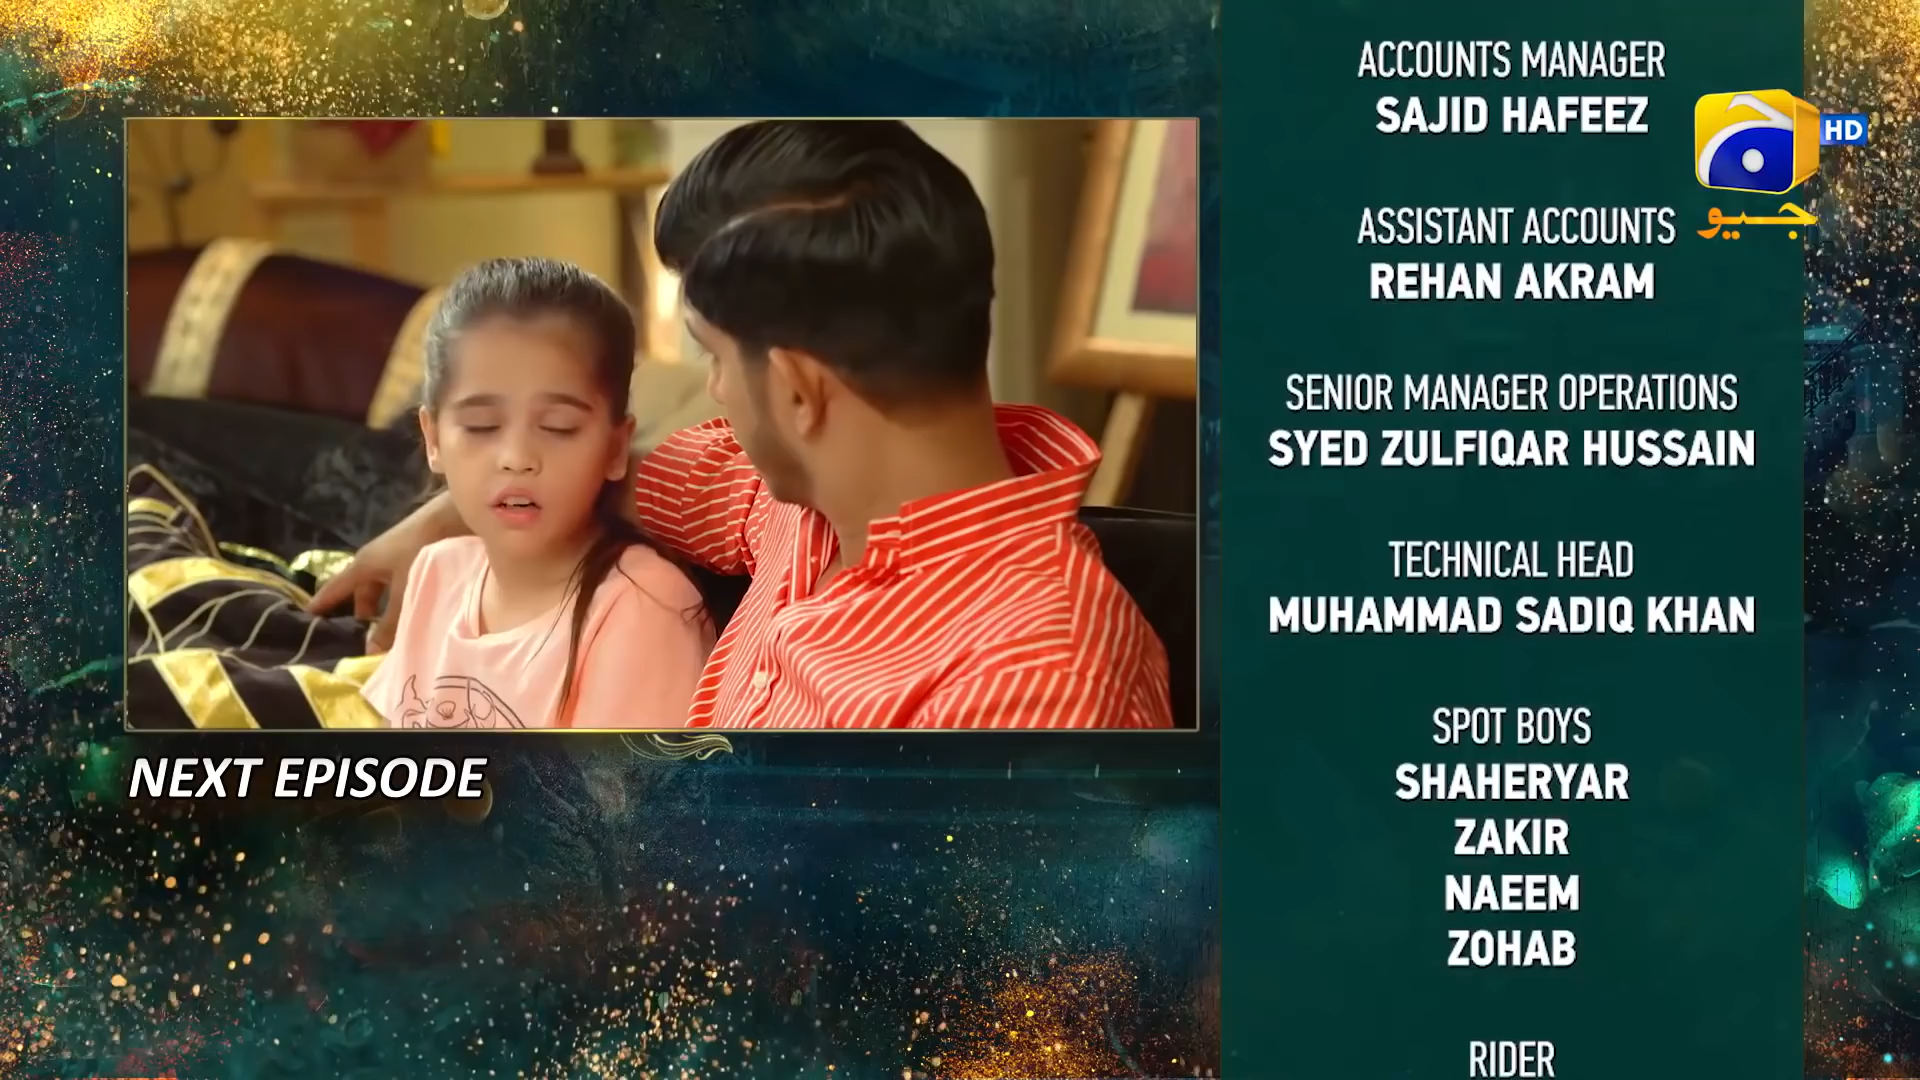 ACCOUNTS MANAGER
SAJID HAFEEZ
HD
جیو
ASSISTANT ACCOUNTS
REHAN AKRAM
SENIOR MANAGER OPERATIONS
SYED ZULFIQAR HUSSAIN
TECHNICAL HEAD
MUHAMMAD SADIQ KHAN
SPOT BOYS
SHAHERYAR
ZAKIR
NAEEM
ZOHAB
RIDER
NEXT EPISODE